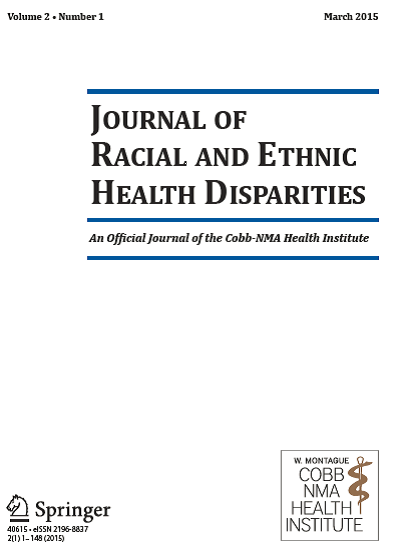 Volume 2 • Number 1
March 2015
JOURNAL OF
RACIAL AND ETHNIC
HEALTH DISPARITIES
An Official Journal of the Cobb-NMA Health Institute
W. MONTAGUE
COBB
NMA
HEALTH
INSTITUTE
Springer
40615 • eISSN 2196-8837
2(1) 1–148 (2015)